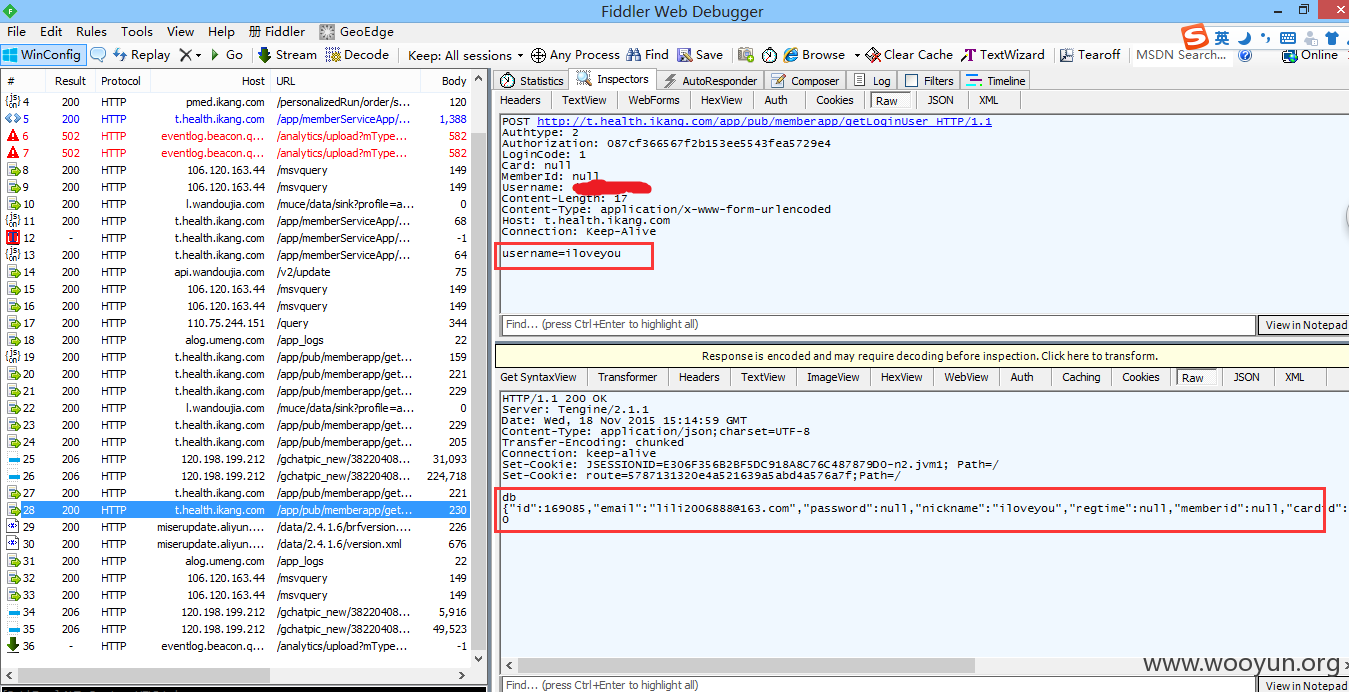 Fiddler Web Debugger
File Edit Rules Tools View Help Fiddler GeoEdge
WinConfig Replay Go Stream Decode Keep: All sessions Any Process Find Save Browse Clear Cache TextWizard Tearoff MSDN Search... Online
英
# Result Protocol Host URL Body
4 200 HTTP pmed.ikang.com /personalizedRun/order/s... 120
5 200 HTTP t.health.ikang.com /app/memberServiceApp/... 1,388
6 502 HTTP eventlog.beacon.q... /analytics/upload?mType... 582
7 502 HTTP eventlog.beacon.q... /analytics/upload?mType... 582
8 200 HTTP 106.120.163.44 /msvquery 149
9 200 HTTP 106.120.163.44 /msvquery 149
10 200 HTTP l.wandoujia.com /muce/data/sink?profile=a... 0
11 200 HTTP t.health.ikang.com /app/memberServiceApp/... 68
12 - HTTP t.health.ikang.com /app/memberServiceApp/... -1
13 200 HTTP t.health.ikang.com /app/memberServiceApp/... 64
14 200 HTTP api.wandoujia.com /v2/update 75
15 200 HTTP 106.120.163.44 /msvquery 149
16 200 HTTP 106.120.163.44 /msvquery 149
17 200 HTTP 110.75.244.151 /query 344
18 200 HTTP alog.umeng.com /app_logs 22
19 200 HTTP t.health.ikang.com /app/pub/memberapp/get... 159
20 200 HTTP t.health.ikang.com /app/pub/memberapp/get... 221
21 200 HTTP t.health.ikang.com /app/pub/memberapp/get... 229
22 200 HTTP l.wandoujia.com /muce/data/sink?profile=a... 0
23 200 HTTP t.health.ikang.com /app/pub/memberapp/get... 229
24 200 HTTP t.health.ikang.com /app/pub/memberapp/get... 205
25 206 HTTP 120.198.199.212 /gchatpic_new/38220408... 31,093
26 206 HTTP 120.198.199.212 /gchatpic_new/38220408... 224,718
27 200 HTTP t.health.ikang.com /app/pub/memberapp/get... 221
28 200 HTTP t.health.ikang.com /app/pub/memberapp/get... 230
29 200 HTTP miserupdate.aliyun.... /data/2.4.1.6/brfversion.... 226
30 200 HTTP miserupdate.aliyun.... /data/2.4.1.6/version.xml 676
31 200 HTTP alog.umeng.com /app_logs 22
32 200 HTTP 106.120.163.44 /msvquery 149
33 200 HTTP 106.120.163.44 /msvquery 149
34 206 HTTP 120.198.199.212 /gchatpic_new/38220408... 5,916
35 206 HTTP 120.198.199.212 /gchatpic_new/38220408... 49,523
36 - HTTP eventlog.beacon.q... /analytics/upload?mType... -1
Statistics Inspectors AutoResponder Composer Log Filters Timeline
Headers TextView WebForms HexView Auth Cookies Raw JSON XML
POST http://t.health.ikang.com/app/pub/memberapp/getLoginUser HTTP/1.1
Authtype: 2
Authorization: 087cf366567f2b153ee5543fea5729e4
LoginCode: 1
Card: null
MemberId: null
Username:
Content-Length: 17
Content-Type: application/x-www-form-urlencoded
Host: t.health.ikang.com
Connection: Keep-Alive
username=iloveyou
Find... (press Ctrl+Enter to highlight all) View in Notepad
Response is encoded and may require decoding before inspection. Click here to transform.
Get SyntaxView Transformer Headers TextView ImageView HexView WebView Auth Caching Cookies Raw JSON XML
HTTP/1.1 200 OK
Server: Tengine/2.1.1
Date: Wed, 18 Nov 2015 15:14:59 GMT
Content-Type: application/json;charset=UTF-8
Transfer-Encoding: chunked
Connection: keep-alive
Set-Cookie: JSESSIONID=E306F356B2BF5DC918A8C76C487879D0-n2.jvm1; Path=/
Set-Cookie: route=5787131320e4a521639a5abd4a576a7f;Path=/
db
{"id":169085,"email":"lili2006888@163.com","password":null,"nickname":"iloveyou","regtime":null,"memberid":null,"cardid":
0
www.wooyun.org
Find... (press Ctrl+Enter to highlight all) View in Notepad